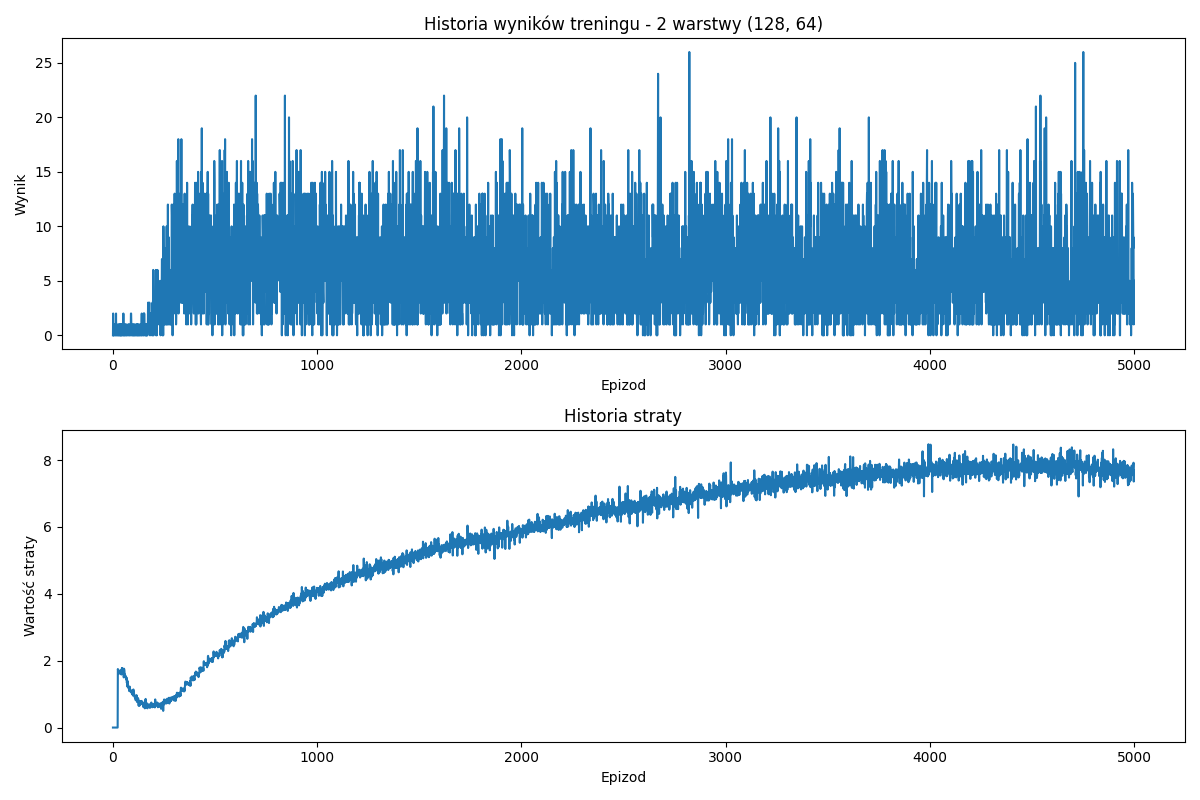 Historia wyników treningu - 2 warstwy (128, 64)
25
20
15
10
5
0
Wynik
0 1000 2000 3000 4000 5000
Epizod
Historia straty
8
6
4
2
0
Wartość straty
0 1000 2000 3000 4000 5000
Epizod